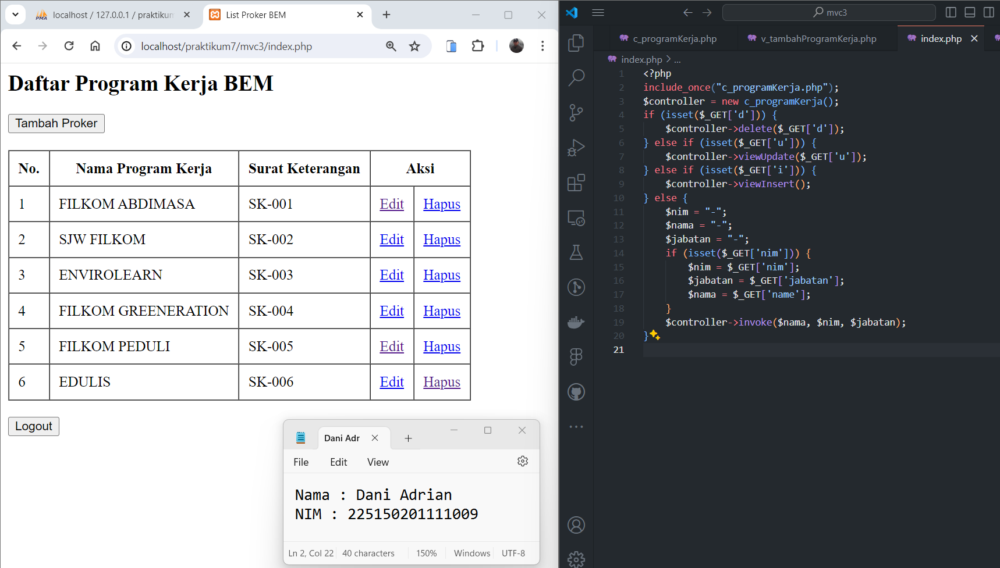 localhost / 127.0.0.1 / praktikum
List Proker BEM
localhost/praktikum7/mvc3/index.php
Daftar Program Kerja BEM
Tambah Proker
No. Nama Program Kerja Surat Keterangan Aksi
1 FILKOM ABDIMASA SK-001 Edit Hapus
2 SJW FILKOM SK-002 Edit Hapus
3 ENVIROLEARN SK-003 Edit Hapus
4 FILKOM GREENERATION SK-004 Edit Hapus
5 FILKOM PEDULI SK-005 Edit Hapus
6 EDULIS SK-006 Edit Hapus
Logout
Dani Adr
File Edit View
Nama : Dani Adrian
NIM : 225150201111009
Ln 2, Col 22 40 characters 150% Windows UTF-8
mvc3
c_programKerja.php v_tambahProgramKerja.php index.php
index.php > ...
1 <?php
2 include_once("c_programKerja.php");
3 $controller = new c_programKerja();
4 if (isset($_GET['d'])) {
5 $controller->delete($_GET['d']);
6 } else if (isset($_GET['u'])) {
7 $controller->viewUpdate($_GET['u']);
8 } else if (isset($_GET['i'])) {
9 $controller->viewInsert();
10 } else {
11 $nim = "-";
12 $nama = "-";
13 $jabatan = "-";
14 if (isset($_GET['nim'])) {
15 $nim = $_GET['nim'];
16 $jabatan = $_GET['jabatan'];
17 $nama = $_GET['name'];
18 }
19 $controller->invoke($nama, $nim, $jabatan);
20 }
21
PMA